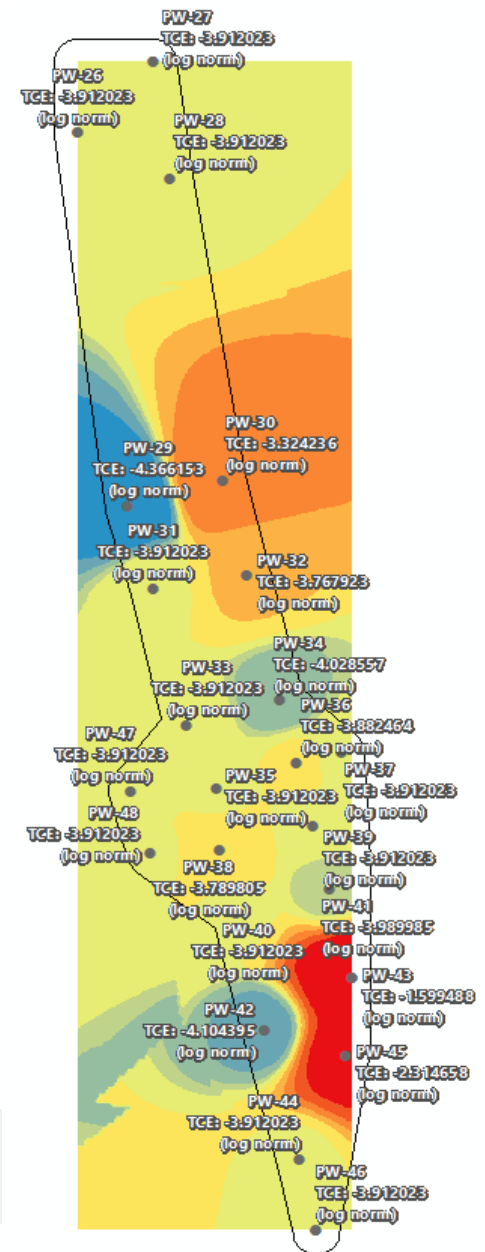 PW-27
TCE: -3.912023
(log norm)
PW-26
TCE: -3.912023
(log norm)
PW-28
TCE: -3.912023
(log norm)
PW-30
TCE: -3.324236
(log norm)
PW-29
TCE: -4.366153
(log norm)
PW-31
TCE: -3.912023
(log norm)
PW-32
TCE: -3.767923
(log norm)
PW-34
TCE: -4.028557
(log norm)
PW-33
TCE: -3.912023
(log norm)
PW-36
TCE: -3.882464
(log norm)
PW-47
TCE: -3.912023
(log norm)
PW-35
TCE: -3.912023
(log norm)
PW-37
TCE: -3.912023
(log norm)
PW-48
TCE: -3.912023
(log norm)
PW-39
TCE: -3.912023
(log norm)
PW-38
TCE: -3.789805
(log norm)
PW-41
TCE: -3.989985
(log norm)
PW-40
TCE: -3.912023
(log norm)
PW-43
TCE: -1.599488
(log norm)
PW-42
TCE: -4.104395
(log norm)
PW-45
TCE: -2.314658
(log norm)
PW-44
TCE: -3.912023
(log norm)
PW-46
TCE: -3.912023
(log norm)